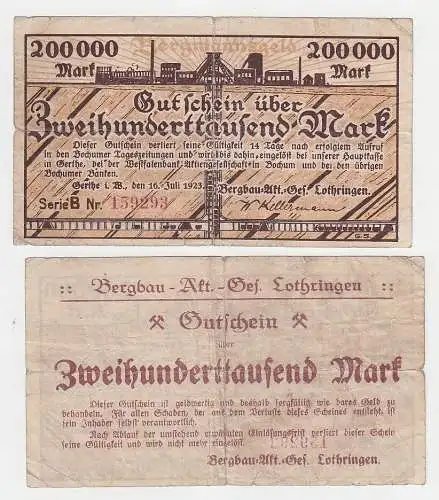 Bergmannsgeld
200000 200000
Mark Mark
Gutschein über
Zweihunderttausend Mark
Dieser Gutschein verliert seine Gültigkeit 14 Tage nach erfolgtem Aufruf
in den Bochumer Tageszeitungen und wird bis dahin, eingelöst bei unserer Hauptkasse
in Gerthe, bei der Westfalenbank-Aktiengesellschaft in Bochum und bei den übrigen
Bochumer Banken.
Gerthe i. W., den 16. Juli 1923.
Bergbau-Akt.-Ges. Lothringen.
Serie B Nr. 159293
:: Bergbau-Akt.-Ges. Lothringen ::
Gutschein
über
Zweihunderttausend Mark
Dieser Gutschein ist geldwertig und deshalb sorgfältig wie bares Geld zu
behandeln. Für allen Schaden, der aus dem Verluste dieses Scheines entsteht, ist
sein Inhaber selbst verantwortlich.
Nach Ablauf der umstehend erwähnten Einlösungsfrist verliert dieser Schein
seine Gültigkeit und wird nicht mehr eingelöst.
Bergbau-Akt.-Ges. Lothringen.